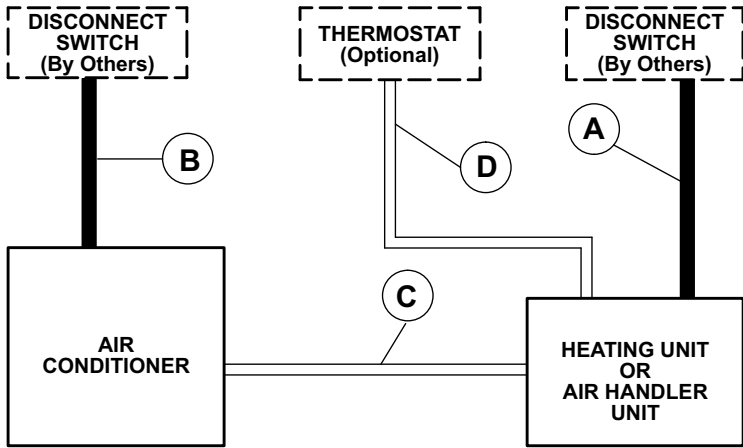 DISCONNECT
SWITCH
(By Others)
THERMOSTAT
(Optional)
DISCONNECT
SWITCH
(By Others)
B
D
A
C
AIR
CONDITIONER
HEATING UNIT
OR
AIR HANDLER
UNIT